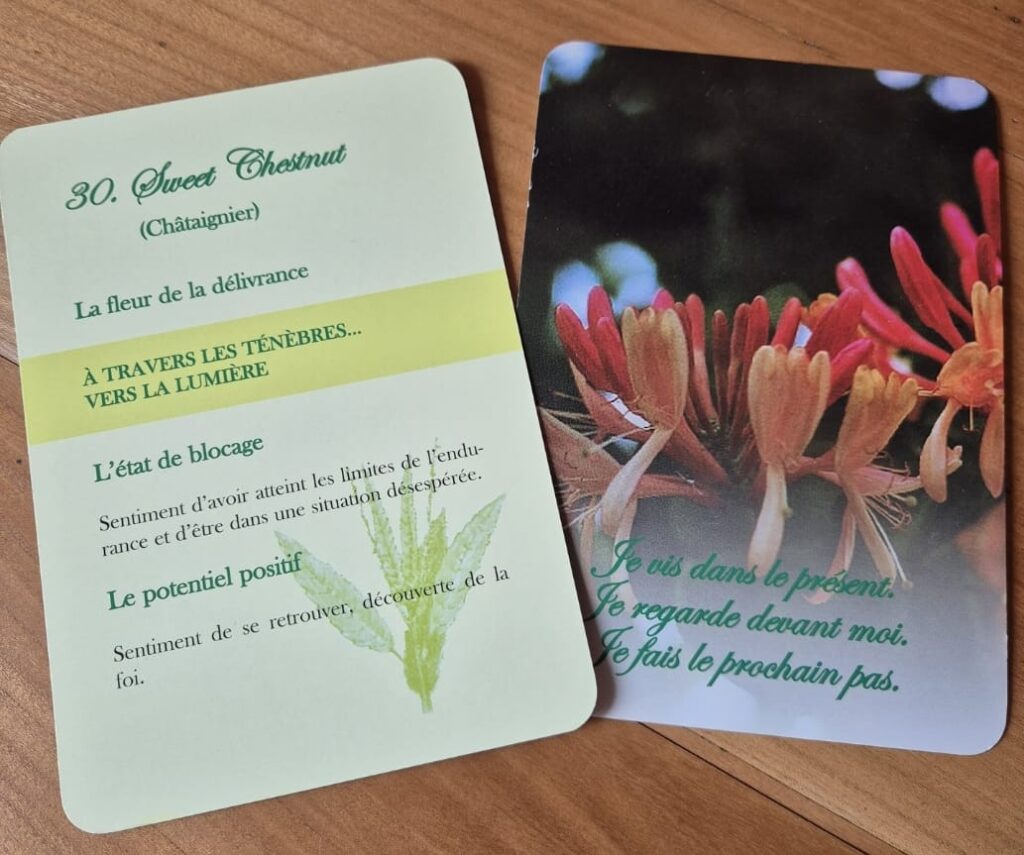 30. Sweet Chestnut
(Châtaignier)
La fleur de la délivrance
À TRAVERS LES TÉNÈBRES...
VERS LA LUMIÈRE
L'état de blocage
Sentiment d'avoir atteint les limites de l'endu-
rance et d'être dans une situation désespérée.
Le potentiel positif
Sentiment de se retrouver, découverte de la
foi.
Je vis dans le présent.
Je regarde devant moi.
Je fais le prochain pas.